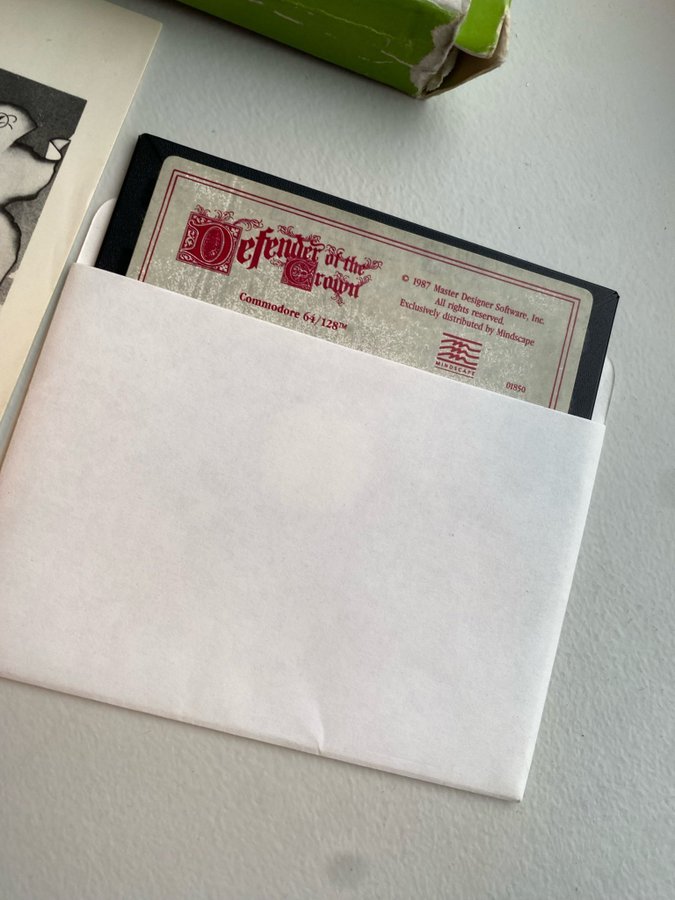 Defender of the
Crown
Commodore 64/128™
© 1987 Master Designer Software, Inc.
All rights reserved.
Exclusively distributed by Mindscape
MINDSCAPE
01850